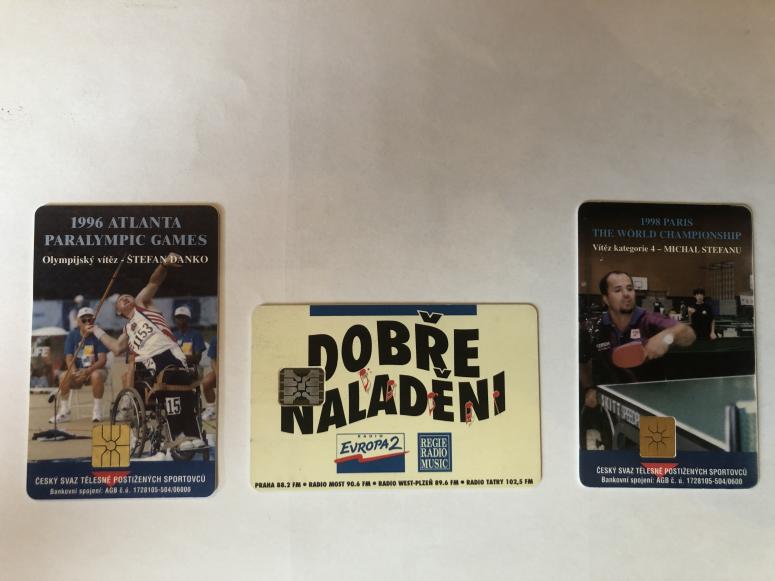 1996 ATLANTA
PARALYMPIC GAMES
Olympijský vítěz - ŠTEFAN DANKO
1153
15
ČESKÝ SVAZ TĚLESNĚ POSTIŽENÝCH SPORTOVCŮ
Bankovní spojení: AGB č. ú. 1728105-504/0600
DOBŘE
NALADĚNI
RADIO
EVROPA 2
REGIE
RADIO
MUSIC
PRAHA 88.2 FM • RADIO MOST 90.6 FM • RADIO WEST-PLZEŇ 89.6 FM • RADIO TATRY 102,5 FM
1998 PARIS
THE WORLD CHAMPIONSHIP
Vítěz kategorie 4 – MICHAL STEFANU
ČESKÝ SVAZ TĚLESNĚ POSTIŽENÝCH SPORTOVCŮ
Bankovní spojení: AGB č. ú. 1728105-504/0600